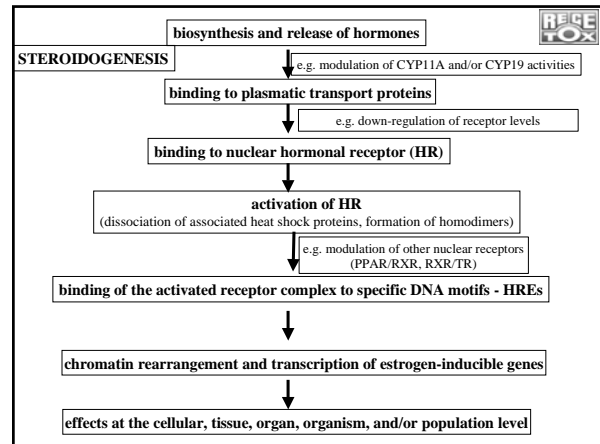 biosynthesis and release of hormones
RECE
TOX
STEROIDOGENESIS
e.g. modulation of CYP11A and/or CYP19 activities
binding to plasmatic transport proteins
e.g. down-regulation of receptor levels
binding to nuclear hormonal receptor (HR)
activation of HR
(dissociation of associated heat shock proteins, formation of homodimers)
e.g. modulation of other nuclear receptors
(PPAR/RXR, RXR/TR)
binding of the activated receptor complex to specific DNA motifs - HREs
chromatin rearrangement and transcription of estrogen-inducible genes
effects at the cellular, tissue, organ, organism, and/or population level